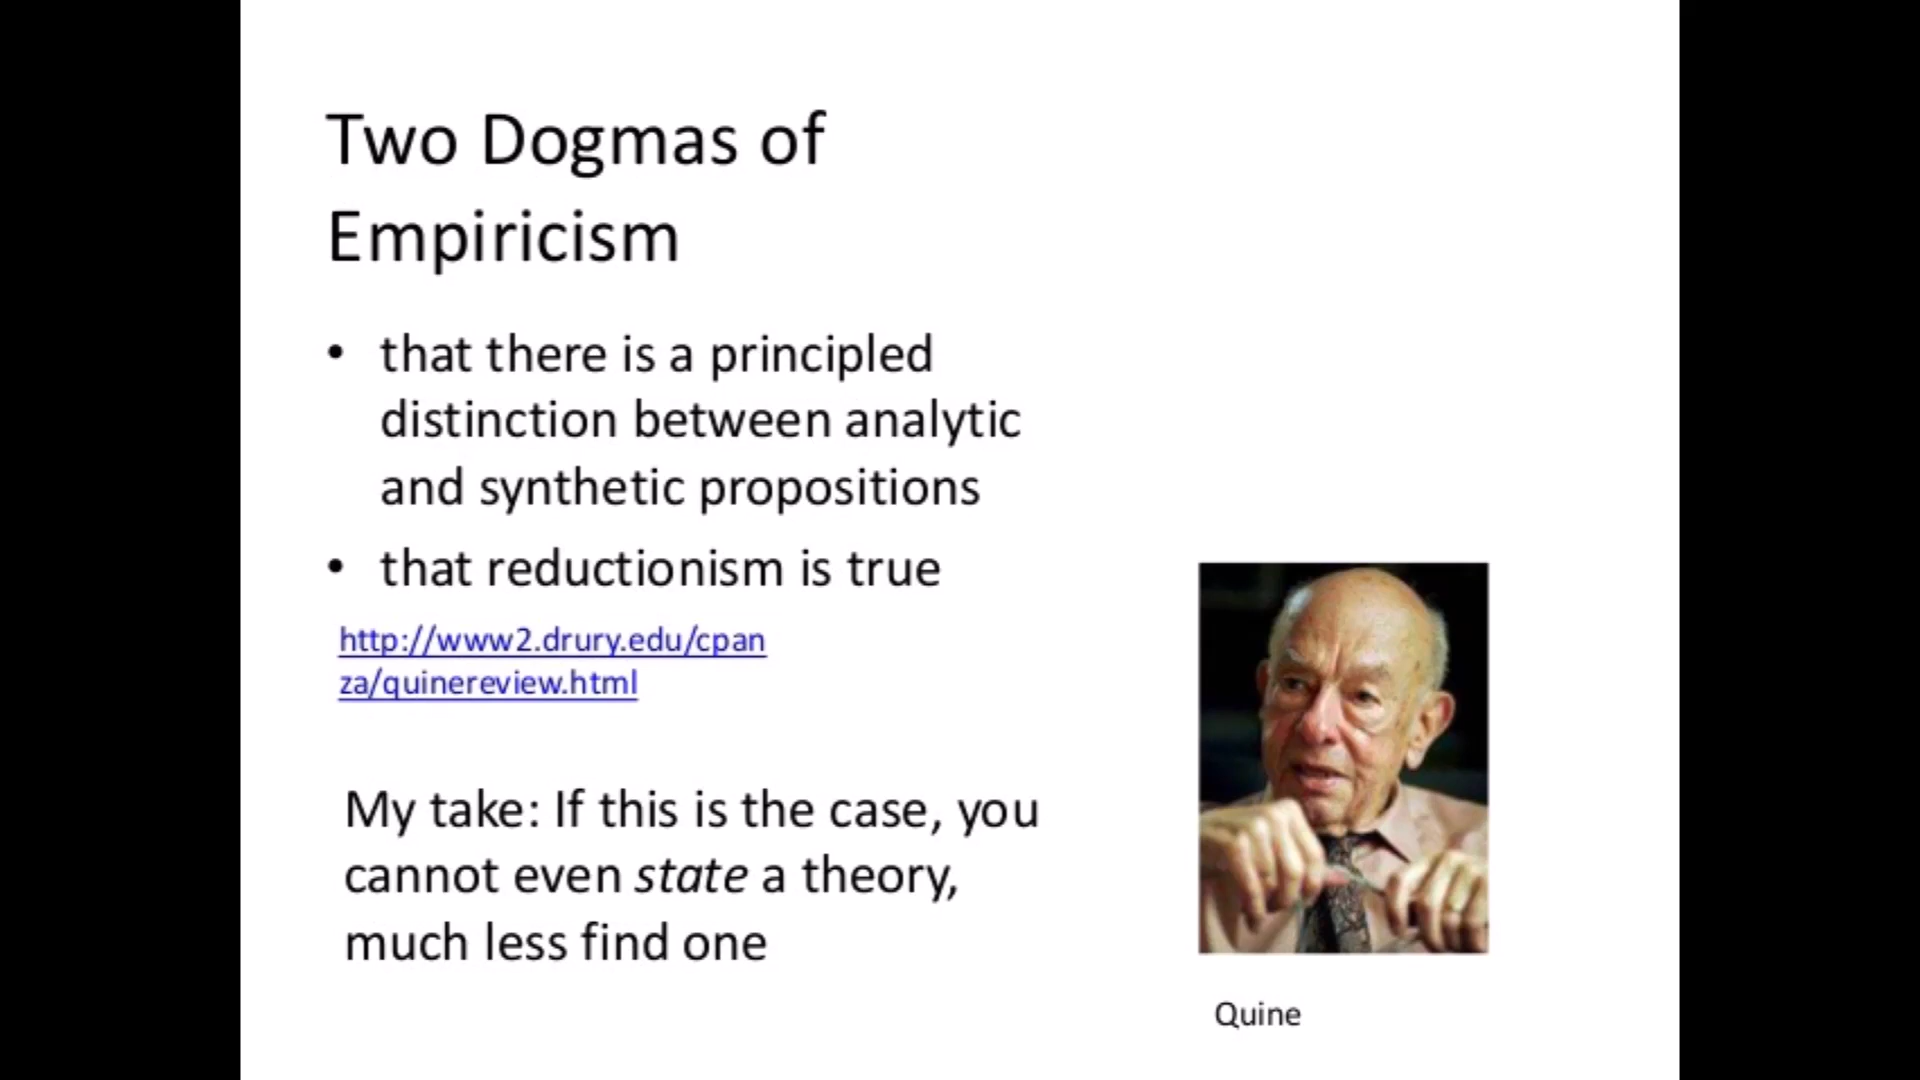 Two Dogmas of
Empiricism
• that there is a principled
distinction between analytic
and synthetic propositions
• that reductionism is true
http://www2.drury.edu/cpan
za/quinereview.html
My take: If this is the case, you
cannot even state a theory,
much less find one
Quine